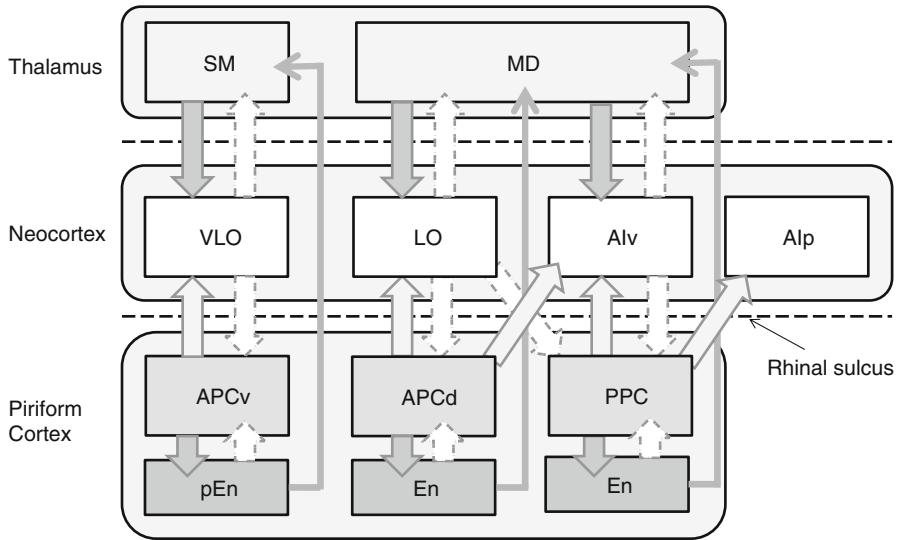 Thalamus
SM
MD
Neocortex
VLO
LO
AIv
AIp
Rhinal sulcus
Piriform
Cortex
APCv
APCd
PPC
pEn
En
En